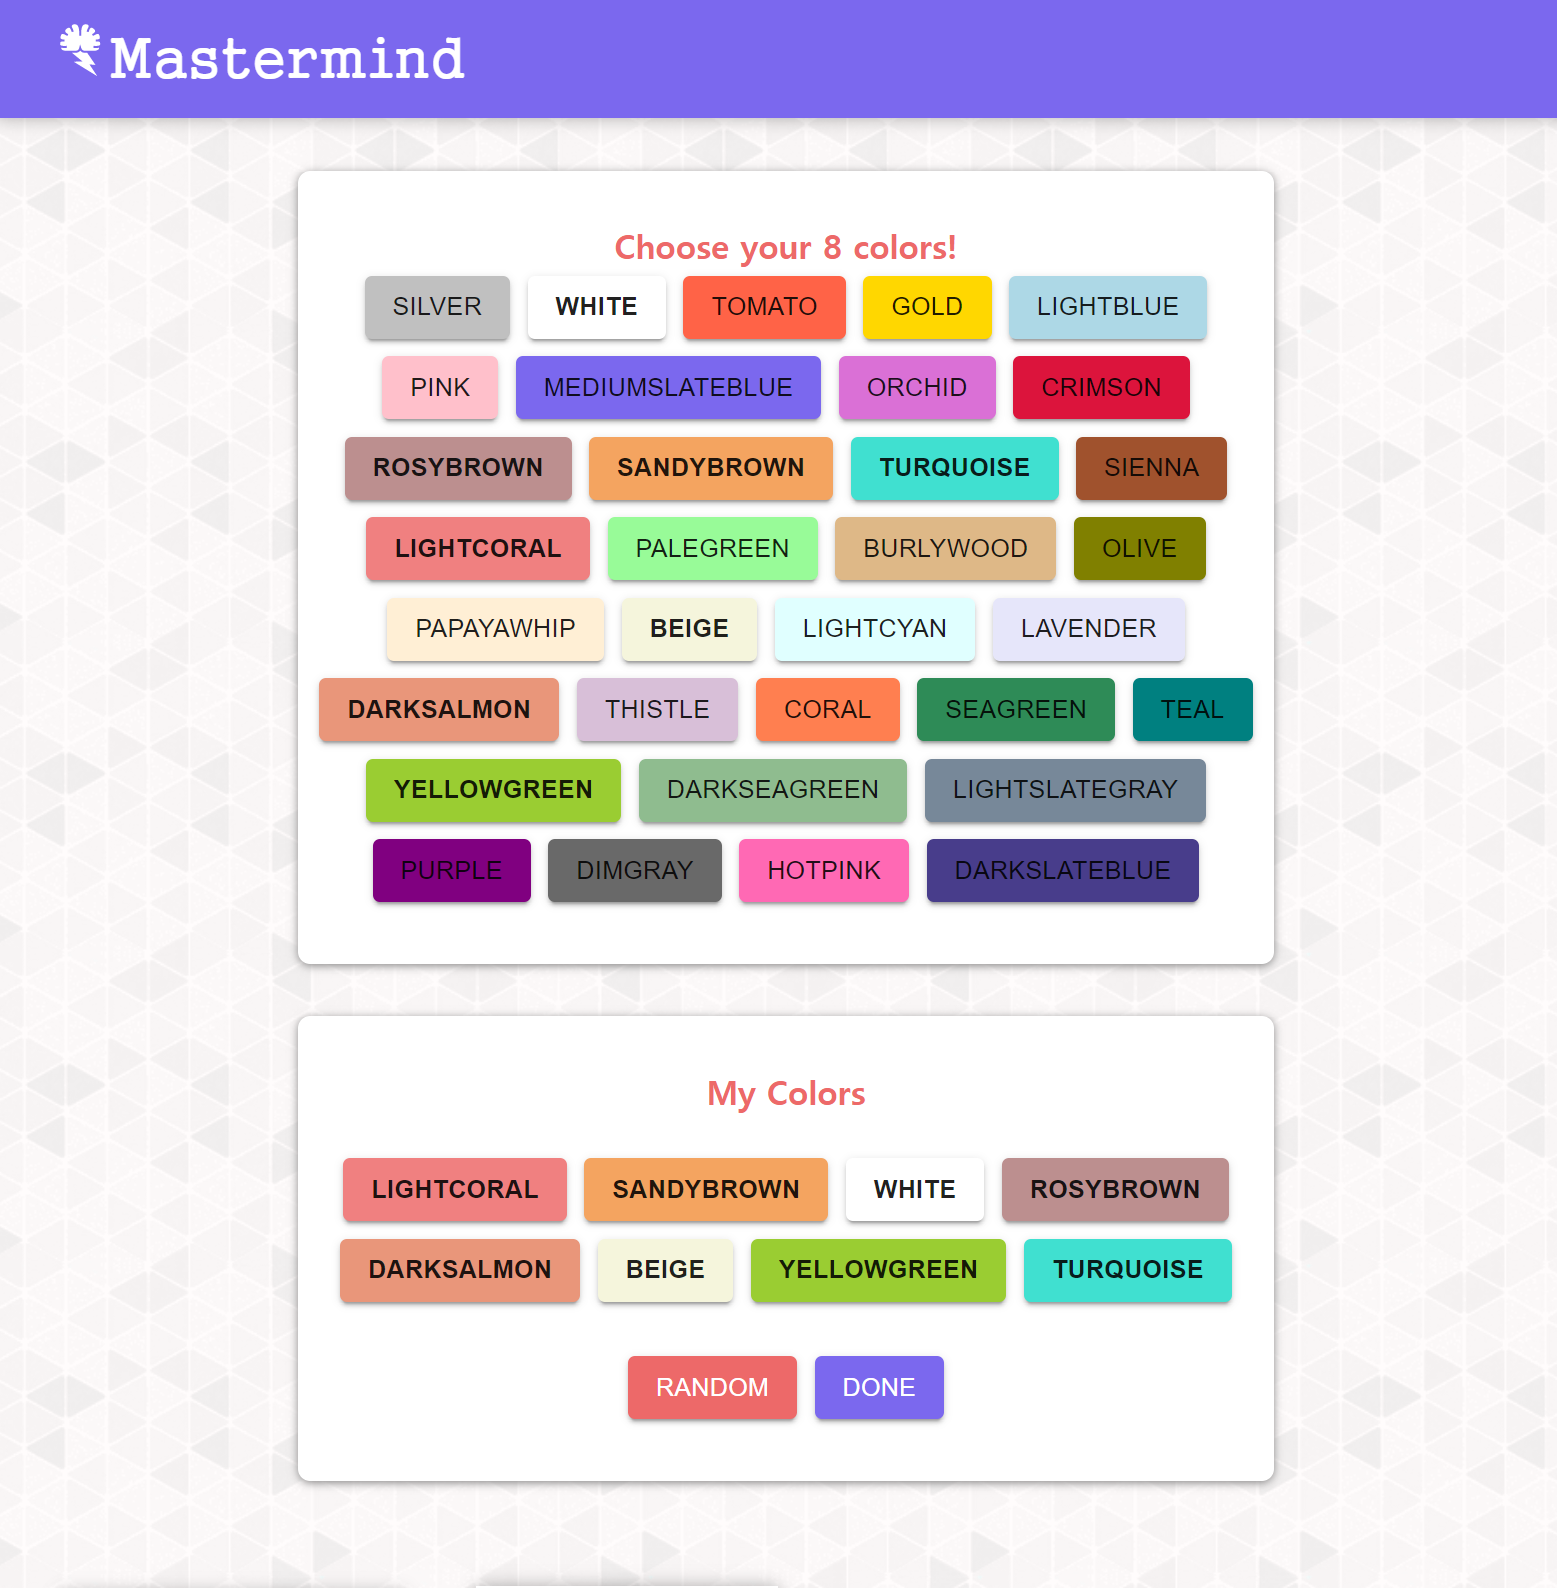 Mastermind
Choose your 8 colors!
SILVER WHITE TOMATO GOLD LIGHTBLUE
PINK MEDIUMSLATEBLUE ORCHID CRIMSON
ROSYBROWN SANDYBROWN TURQUOISE SIENNA
LIGHTCORAL PALEGREEN BURLYWOOD OLIVE
PAPAYAWHIP BEIGE LIGHTCYAN LAVENDER
DARKSALMON THISTLE CORAL SEAGREEN TEAL
YELLOWGREEN DARKSEAGREEN LIGHTSLATEGRAY
PURPLE DIMGRAY HOTPINK DARKSLATEBLUE
My Colors
LIGHTCORAL SANDYBROWN WHITE ROSYBROWN
DARKSALMON BEIGE YELLOWGREEN TURQUOISE
RANDOM DONE